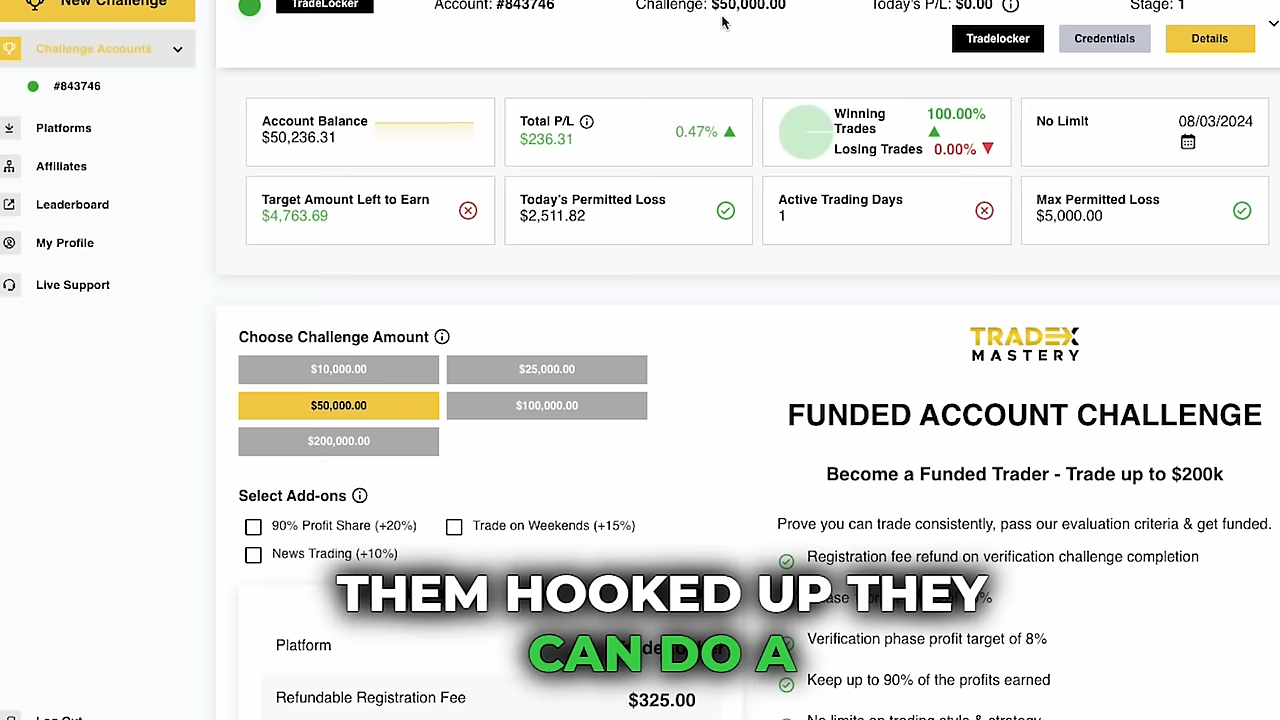 New Challenge
TradeLocker
Account: #843746
Challenge: $50,000.00
Today's P/L: $0.00
Stage: 1
Challenge Accounts
Tradelocker
Credentials
Details
#843746
Platforms
Affiliates
Leaderboard
My Profile
Live Support
Account Balance
$50,236.31
Total P/L
$236.31
0.47%
Winning
Trades
100.00%
Losing Trades
0.00%
No Limit
08/03/2024
Target Amount Left to Earn
$4,763.69
Today's Permitted Loss
$2,511.82
Active Trading Days
1
Max Permitted Loss
$5,000.00
Choose Challenge Amount
$10,000.00
$25,000.00
$50,000.00
$100,000.00
$200,000.00
Select Add-ons
90% Profit Share (+20%)
Trade on Weekends (+15%)
News Trading (+10%)
Platform
Refundable Registration Fee
$325.00
TRADEX
MASTERY
FUNDED ACCOUNT CHALLENGE
Become a Funded Trader - Trade up to $200k
Prove you can trade consistently, pass our evaluation criteria & get funded.
Registration fee refund on verification challenge completion
Verification phase profit target of 8%
Keep up to 90% of the profits earned
No limits on trading style & strategy
THEM HOOKED UP THEY
CAN DO A
Log Out